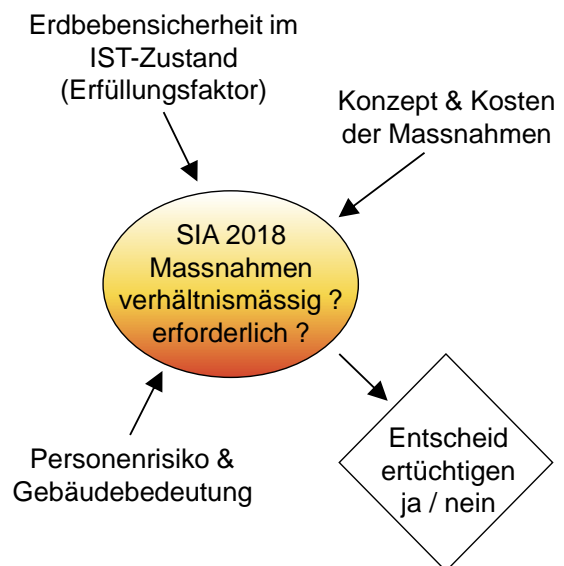 Erdbebensicherheit im
IST-Zustand
(Erfüllungsfaktor)
Konzept & Kosten
der Massnahmen
SIA 2018
Massnahmen
verhältnismässig ?
erforderlich ?
Personenrisiko &
Gebäudebedeutung
Entscheid
ertüchtigen
ja / nein